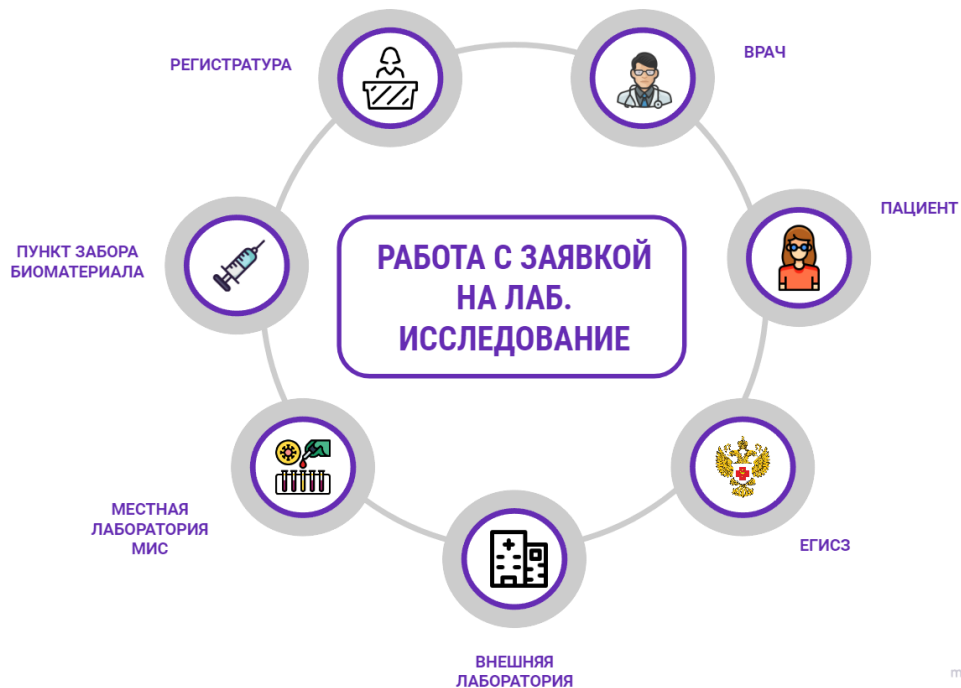 РЕГИСТРАТУРА
ВРАЧ
ПАЦИЕНТ
ПУНКТ ЗАБОРА
БИОМАТЕРИАЛА
РАБОТА С ЗАЯВКОЙ
НА ЛАБ.
ИССЛЕДОВАНИЕ
МЕСТНАЯ
ЛАБОРАТОРИЯ
МИС
ЕГИСЗ
ВНЕШНЯЯ
ЛАБОРАТОРИЯ
m